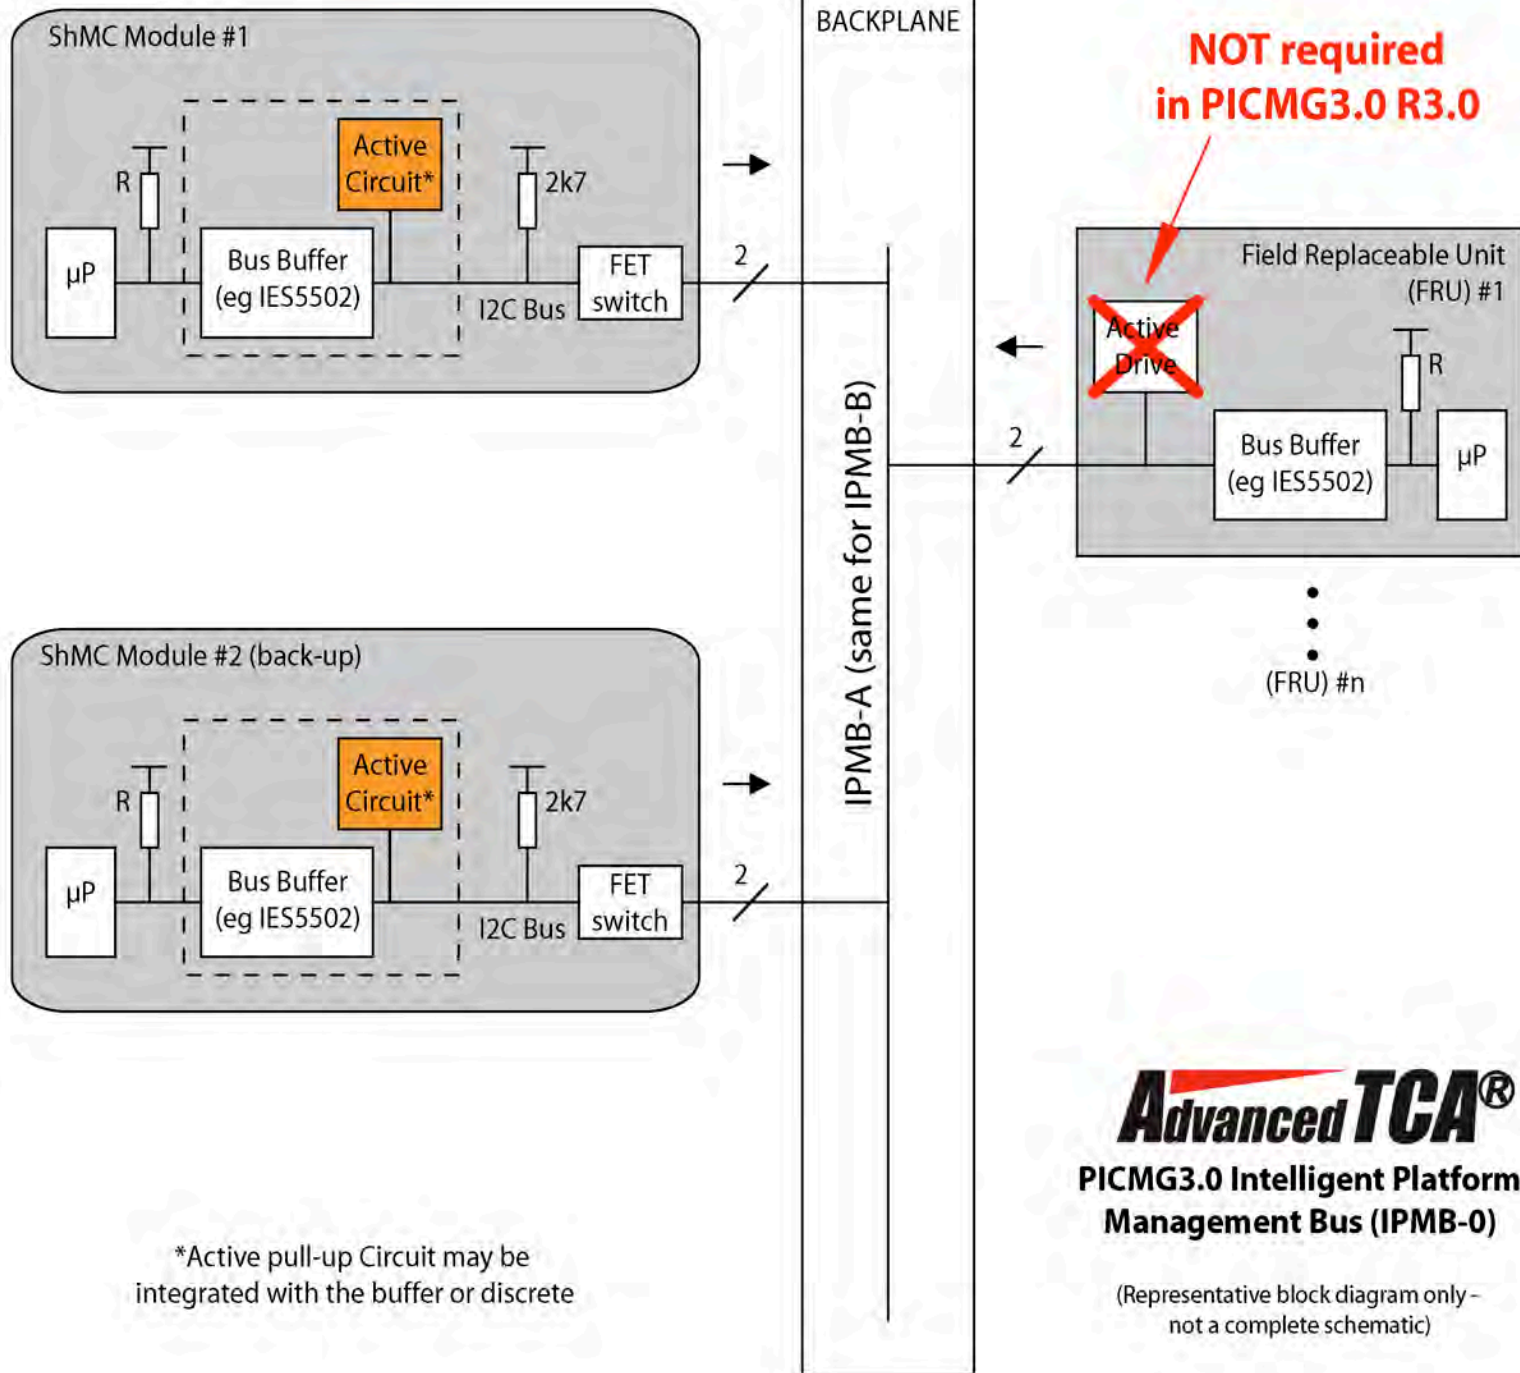 ShMC Module #1
Active
Circuit*
R
2k7
µP
Bus Buffer
(eg IES5502)
I2C Bus
FET
switch
2
BACKPLANE
IPMB-A (same for IPMB-B)
NOT required
in PICMG3.0 R3.0
Field Replaceable Unit
(FRU) #1
Active
Drive
R
2
Bus Buffer
(eg IES5502)
µP
(FRU) #n
ShMC Module #2 (back-up)
Active
Circuit*
R
2k7
µP
Bus Buffer
(eg IES5502)
I2C Bus
FET
switch
2
*Active pull-up Circuit may be
integrated with the buffer or discrete
AdvancedTCA®
PICMG3.0 Intelligent Platform
Management Bus (IPMB-0)
(Representative block diagram only -
not a complete schematic)